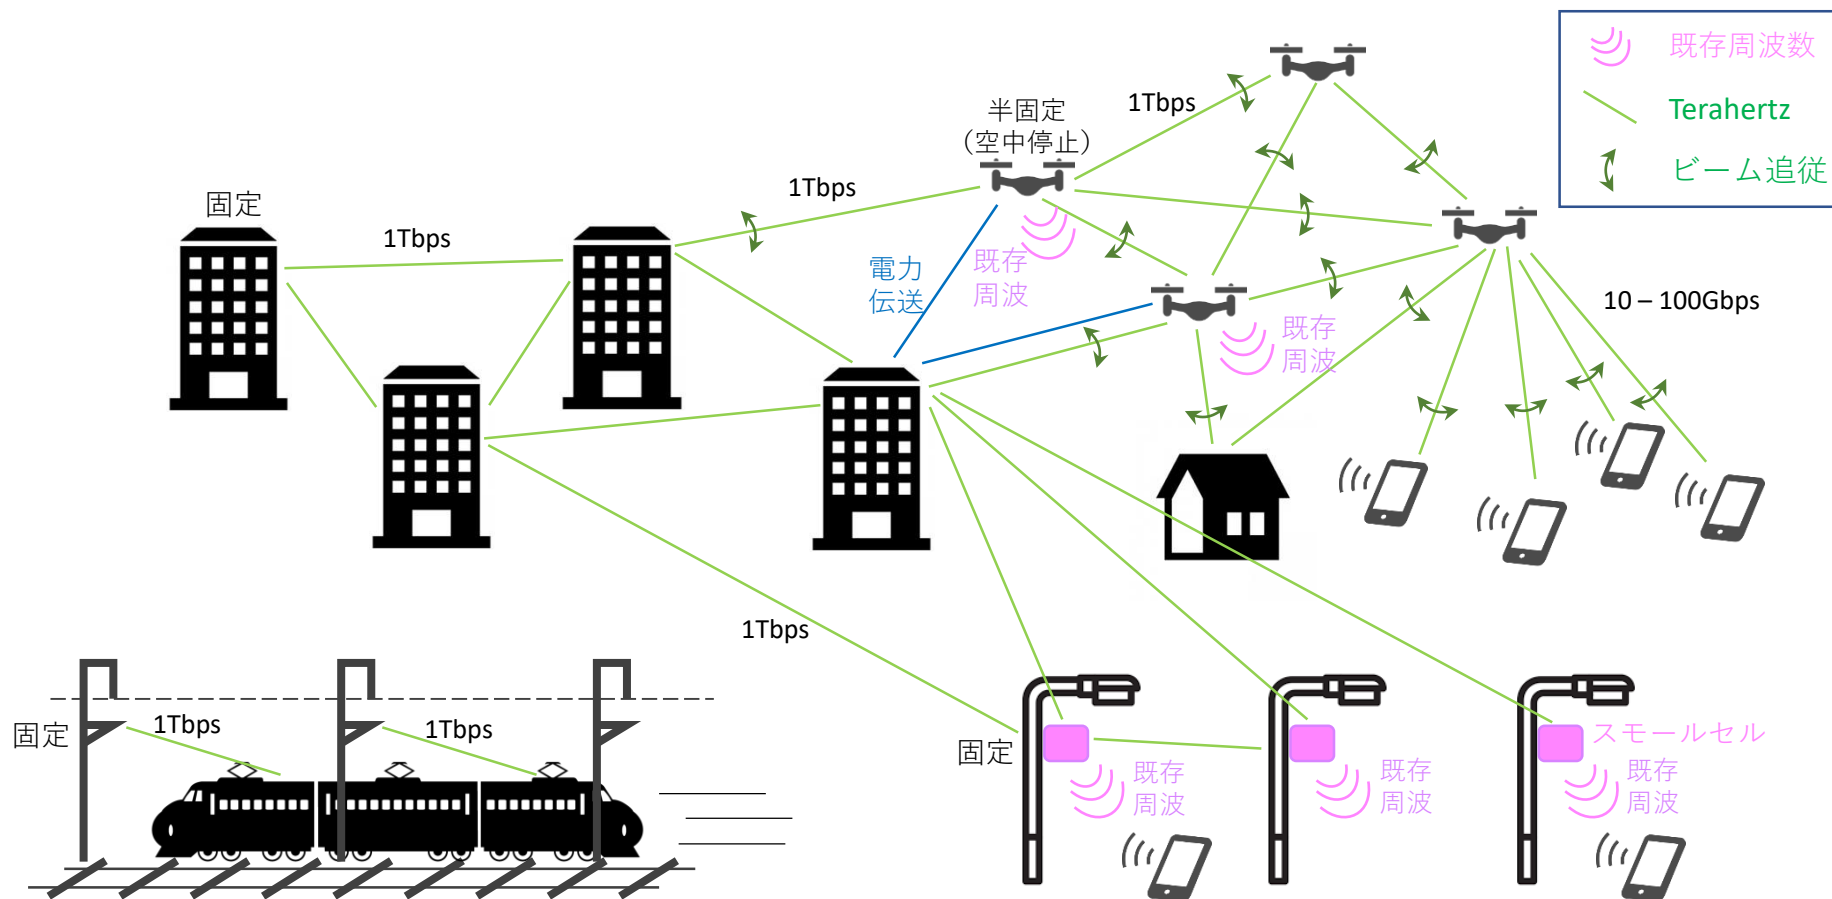 既存周波数
Terahertz
ビーム追従
1Tbps
半固定
（空中停止）
1Tbps
固定
1Tbps
電力
伝送
既存
周波
既存
周波
10 – 100Gbps
1Tbps
固定
1Tbps
1Tbps
固定
スモールセル
既存
周波
既存
周波
既存
周波